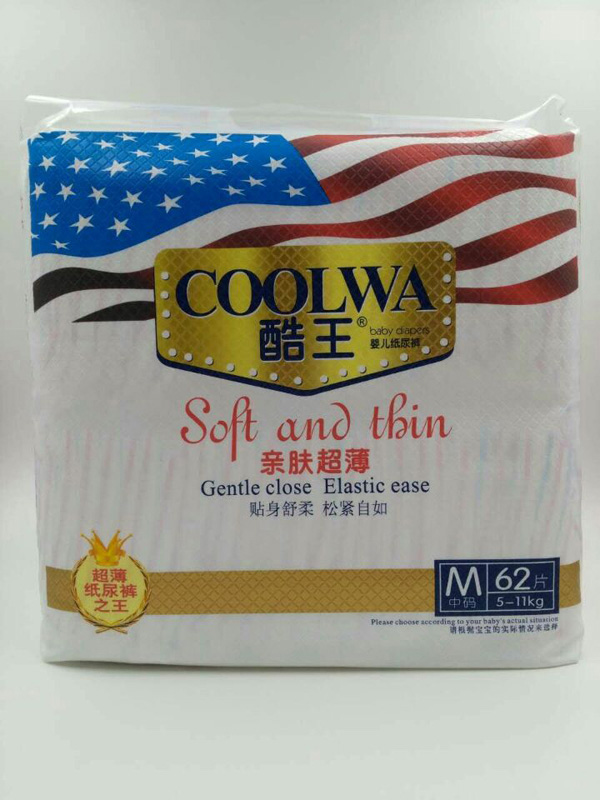 COOLWA
酷王®
baby diapers
婴儿纸尿裤
Soft and thin
亲肤超薄
Gentle close Elastic ease
贴身舒柔 松紧自如
超薄
纸尿裤
之王
M 62片
中码 5-11kg
Please choose according to your baby's actual situation
请根据宝宝的实际情况来选择